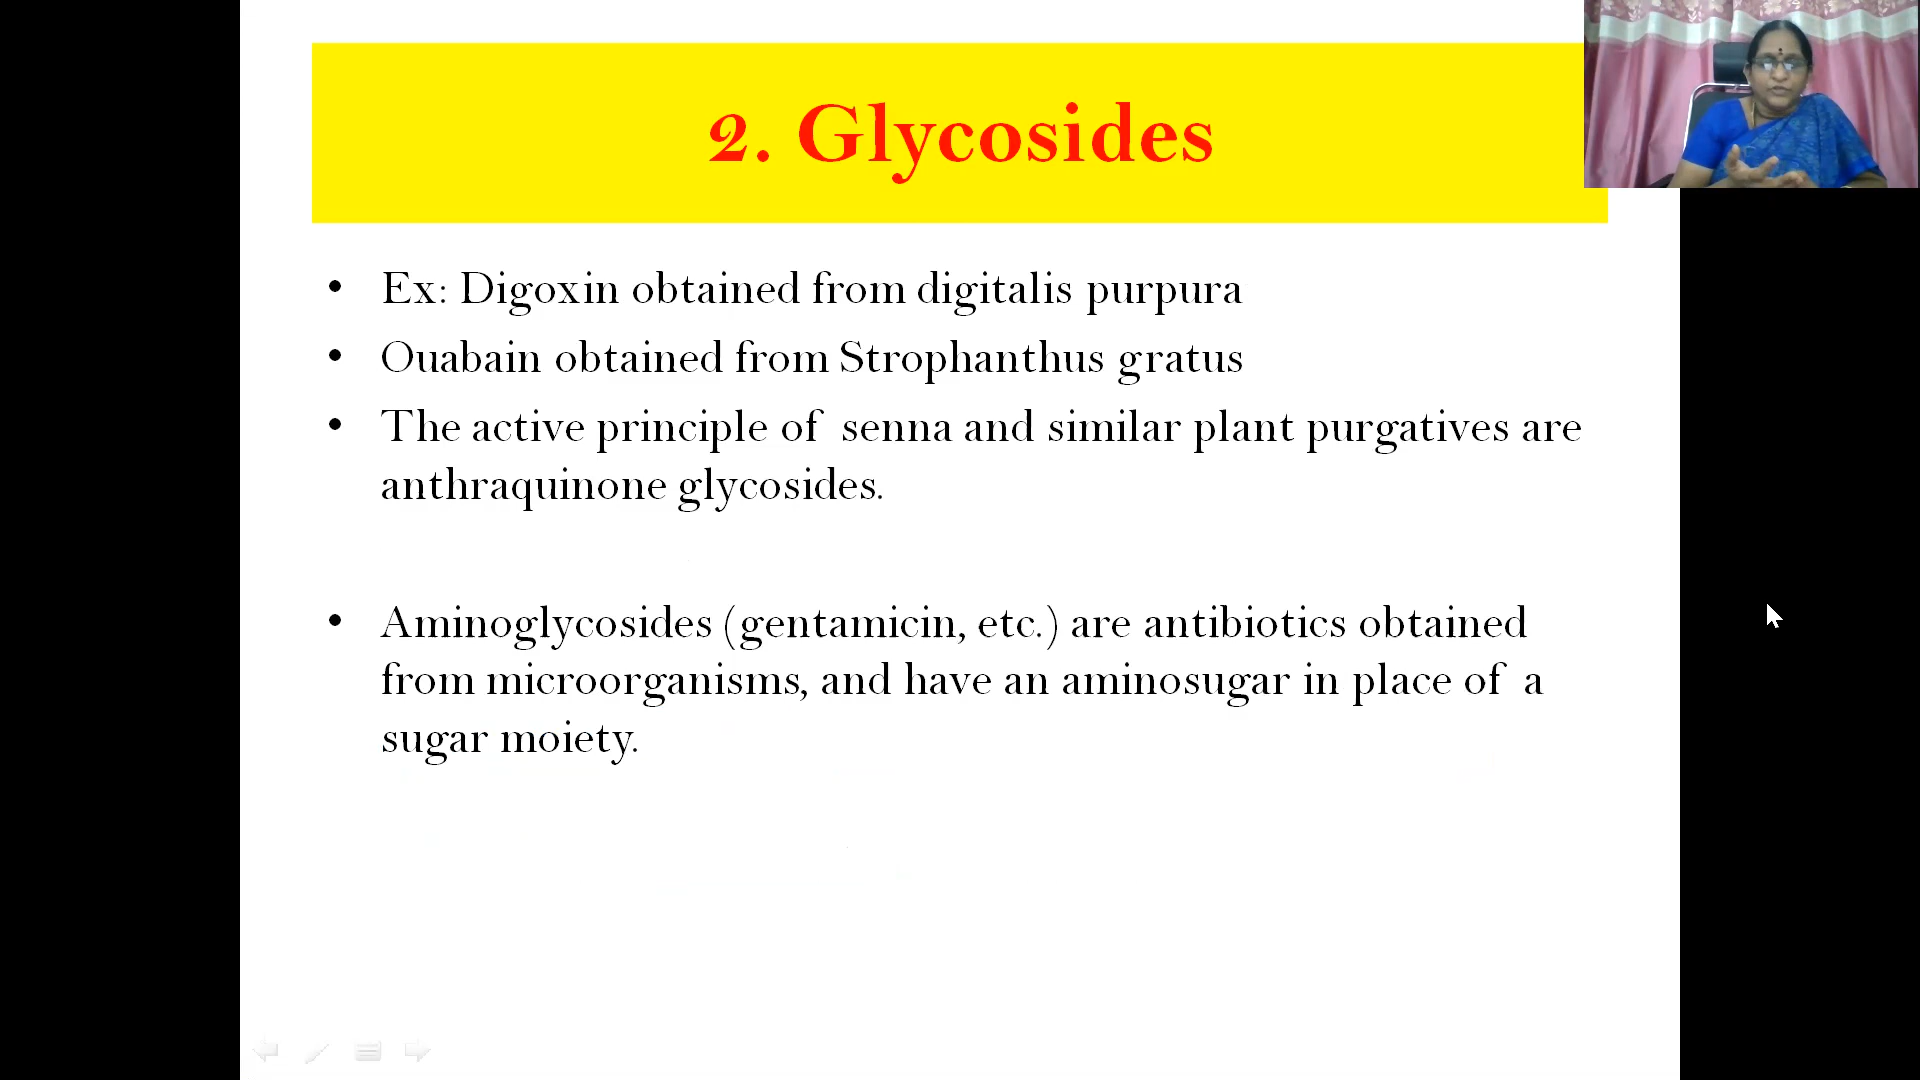 2. Glycosides
• Ex: Digoxin obtained from digitalis purpura
• Ouabain obtained from Strophanthus gratus
• The active principle of senna and similar plant purgatives are
anthraquinone glycosides.
• Aminoglycosides (gentamicin, etc.) are antibiotics obtained
from microorganisms, and have an aminosugar in place of a
sugar moiety.